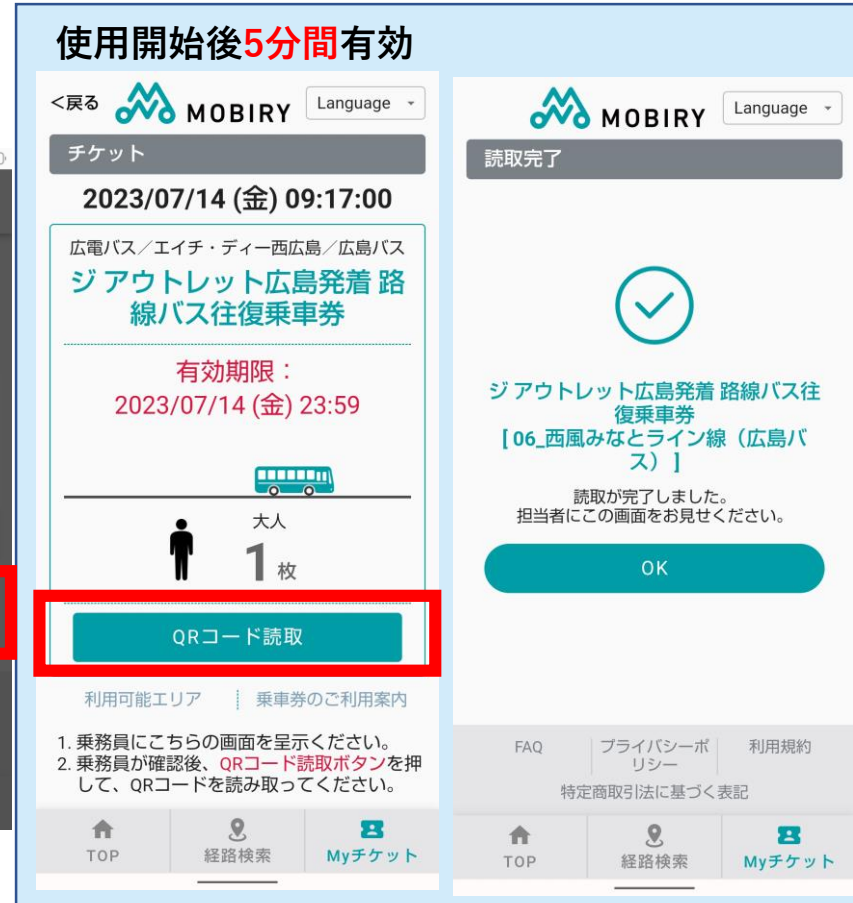 使用開始後5分間有効
<戻る MOBIRY Language
チケット
2023/07/14 (金) 09:17:00
広電バス／エイチ・ディー西広島／広島バス
ジ アウトレット広島発着 路
線バス往復乗車券
有効期限：
2023/07/14 (金) 23:59
大人
1枚
QRコード読取
利用可能エリア 乗車券のご利用案内
1. 乗務員にこちらの画面を呈示ください。
2. 乗務員が確認後、QRコード読取ボタンを押
して、QRコードを読み取ってください。
TOP 経路検索 Myチケット
MOBIRY Language
読取完了
ジ アウトレット広島発着 路線バス往
復乗車券
[ 06_西風みなとライン線（広島バ
ス）]
読取が完了しました。
担当者にこの画面をお見せください。
OK
FAQ プライバシーポ 利用規約
リシー
特定商取引法に基づく表記
TOP 経路検索 Myチケット